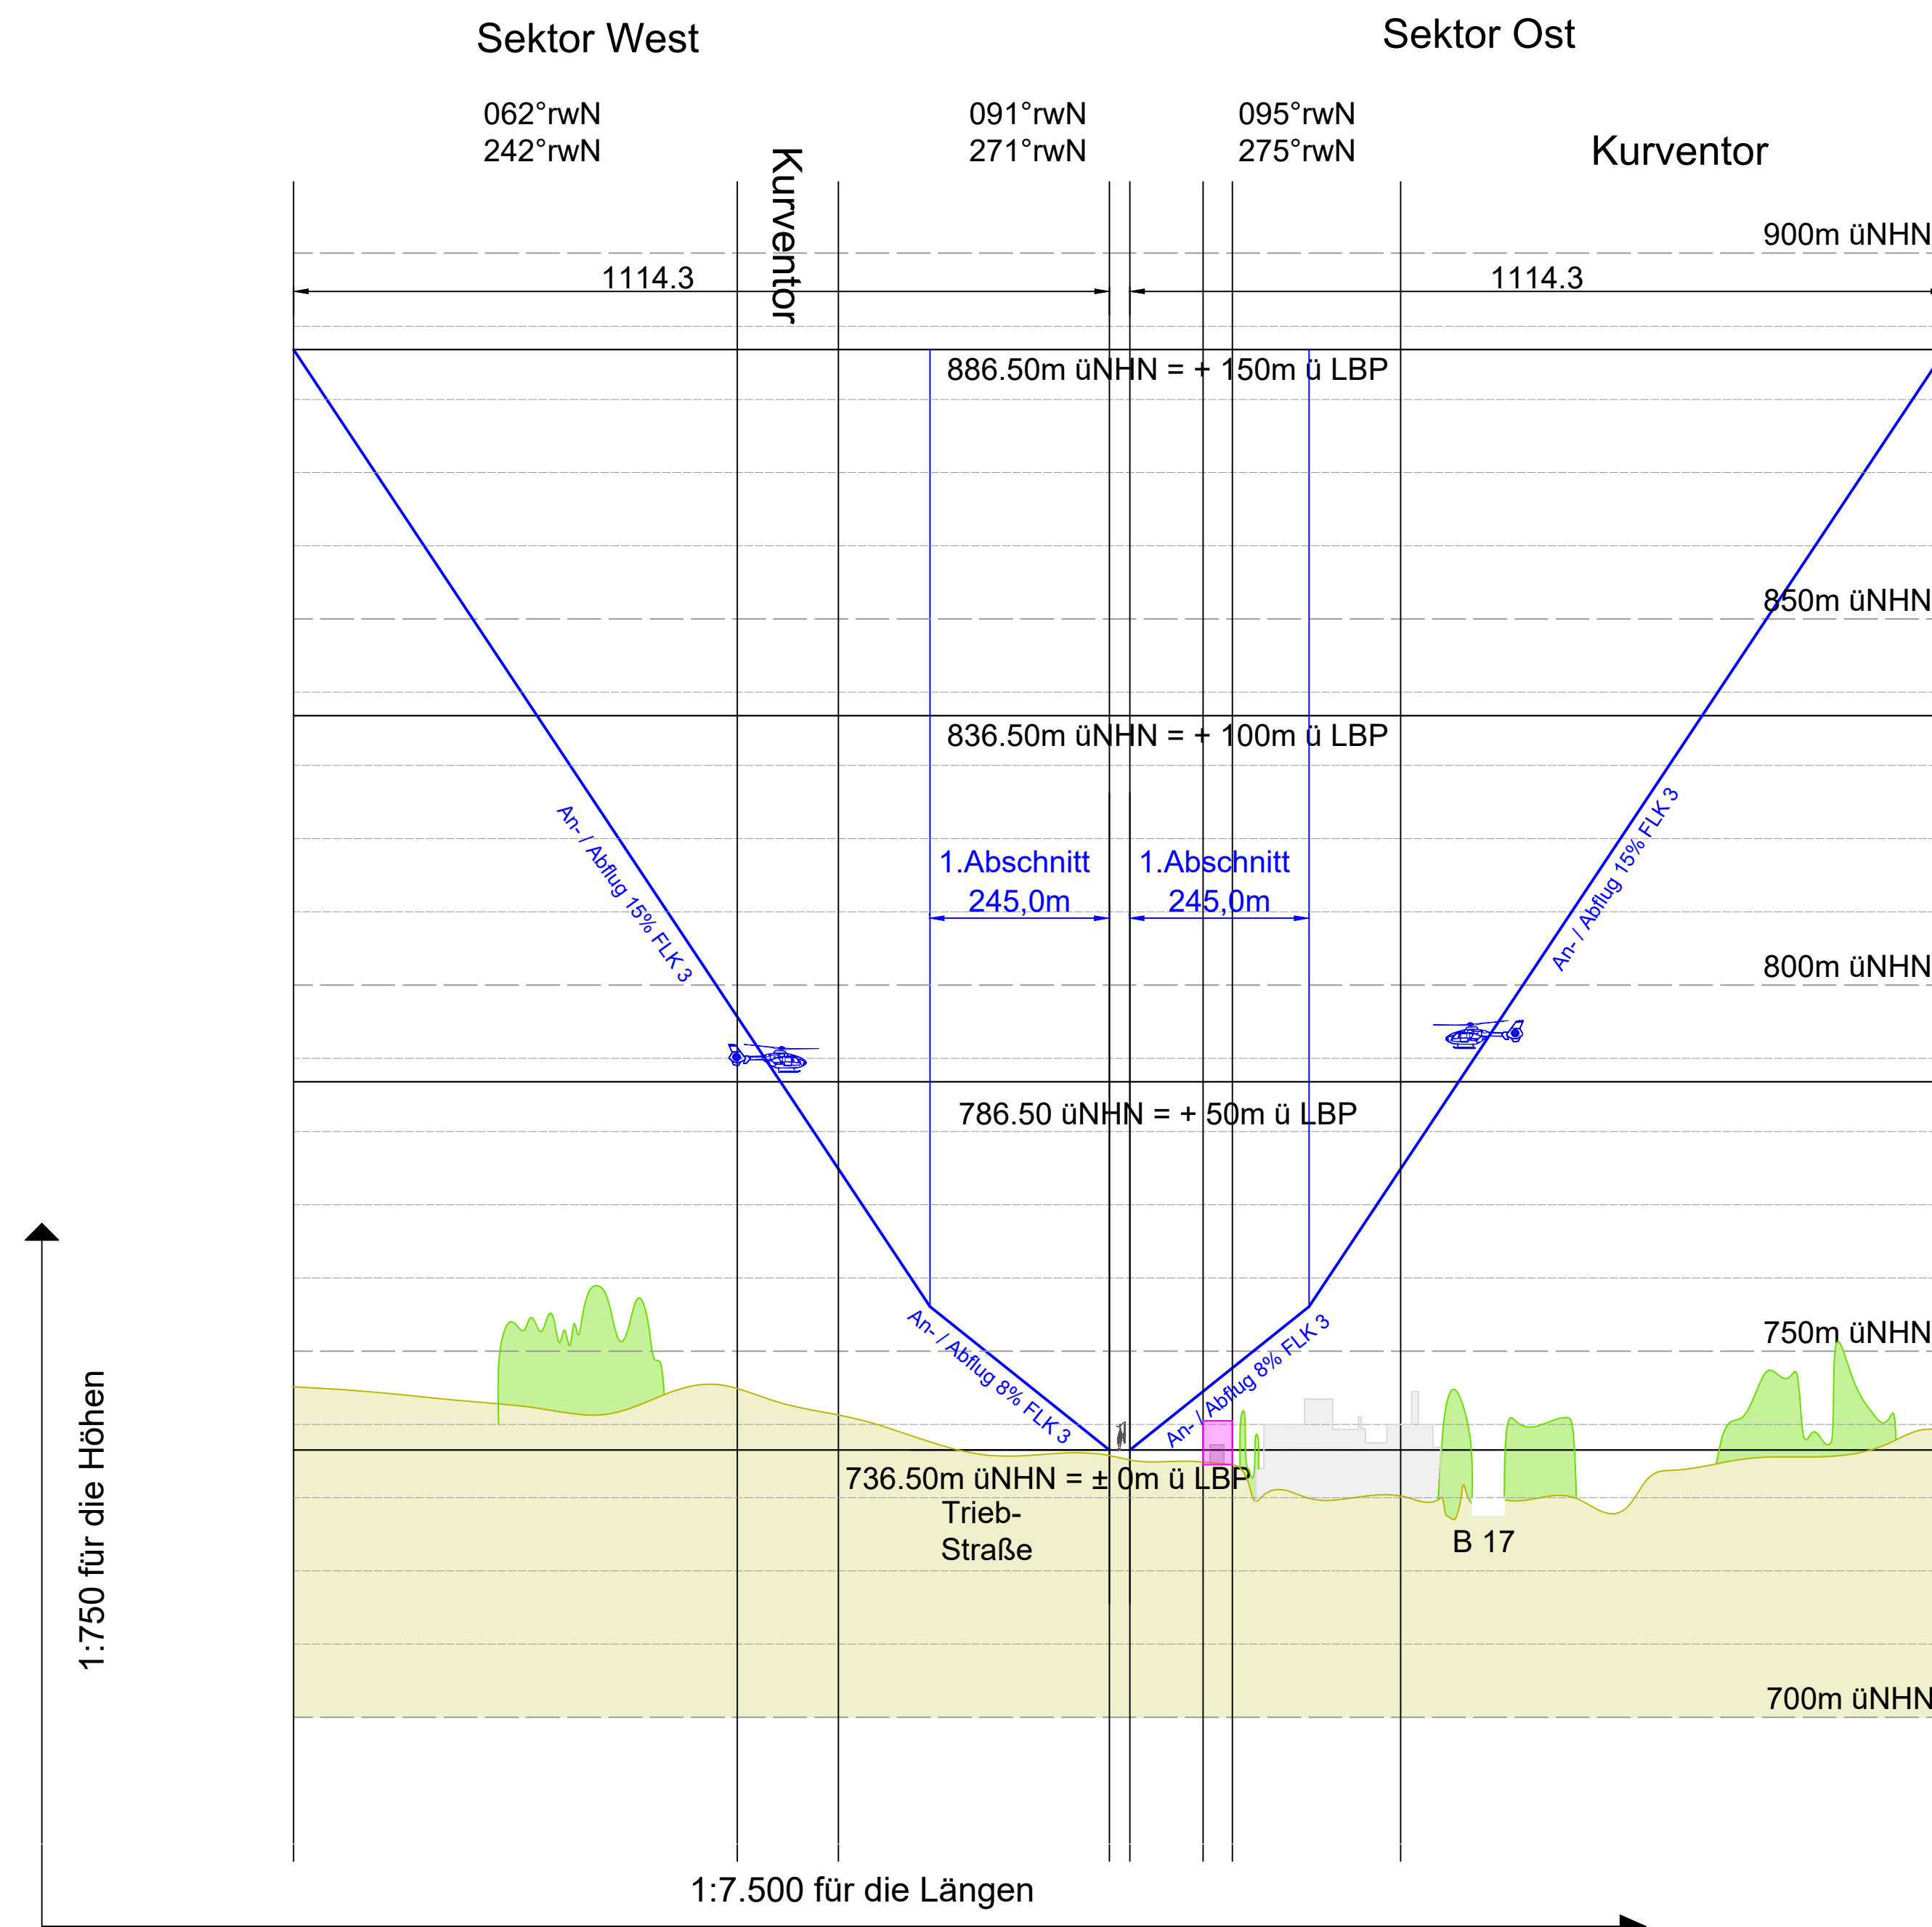 Sektor West
Sektor Ost
062°rwN
242°rwN
091°rwN
271°rwN
095°rwN
275°rwN
Kurventor
Kurventor
900m üNHN
1114.3
1114.3
886.50m üNHN = + 150m ü LBP
850m üNHN
836.50m üNHN = + 100m ü LBP
An- / Abflug 15% FLK 3
An- / Abflug 15% FLK 3
1.Abschnitt
245,0m
1.Abschnitt
245,0m
800m üNHN
786.50 üNHN = + 50m ü LBP
An- / Abflug 8% FLK 3
An- / Abflug 8% FLK 3
750m üNHN
736.50m üNHN = ± 0m ü LBP
Trieb-
Straße
B 17
700m üNHN
1:750 für die Höhen
1:7.500 für die Längen